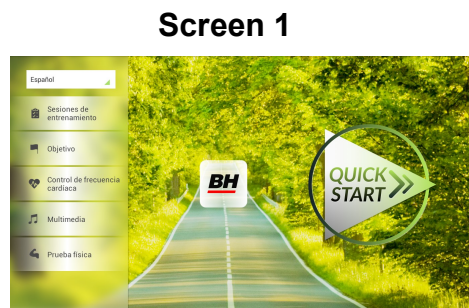 Screen 1
Español
Sesiones de
entrenamiento
Objetivo
Control de frecuencia
cardiaca
Multimedia
Prueba física
BH
QUICK
START